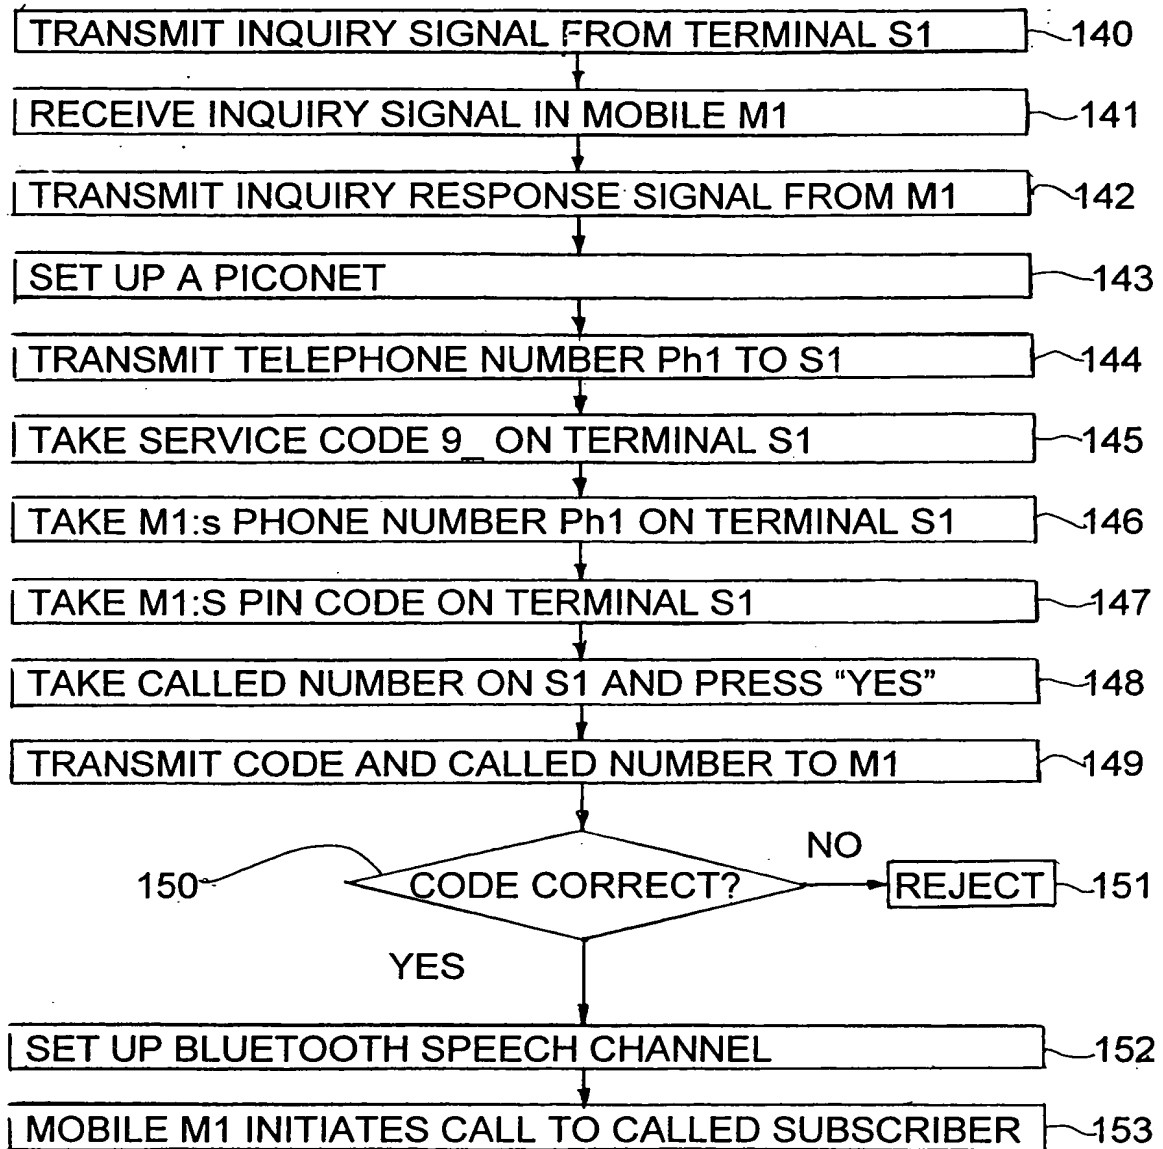 TRANSMIT INQUIRY SIGNAL FROM TERMINAL S1 140
RECEIVE INQUIRY SIGNAL IN MOBILE M1 141
TRANSMIT INQUIRY RESPONSE SIGNAL FROM M1 142
SET UP A PICONET 143
TRANSMIT TELEPHONE NUMBER Ph1 TO S1 144
TAKE SERVICE CODE 9_ ON TERMINAL S1 145
TAKE M1:s PHONE NUMBER Ph1 ON TERMINAL S1 146
TAKE M1:S PIN CODE ON TERMINAL S1 147
TAKE CALLED NUMBER ON S1 AND PRESS “YES” 148
TRANSMIT CODE AND CALLED NUMBER TO M1 149
NO
150 CODE CORRECT? REJECT 151
YES
SET UP BLUETOOTH SPEECH CHANNEL 152
MOBILE M1 INITIATES CALL TO CALLED SUBSCRIBER 153